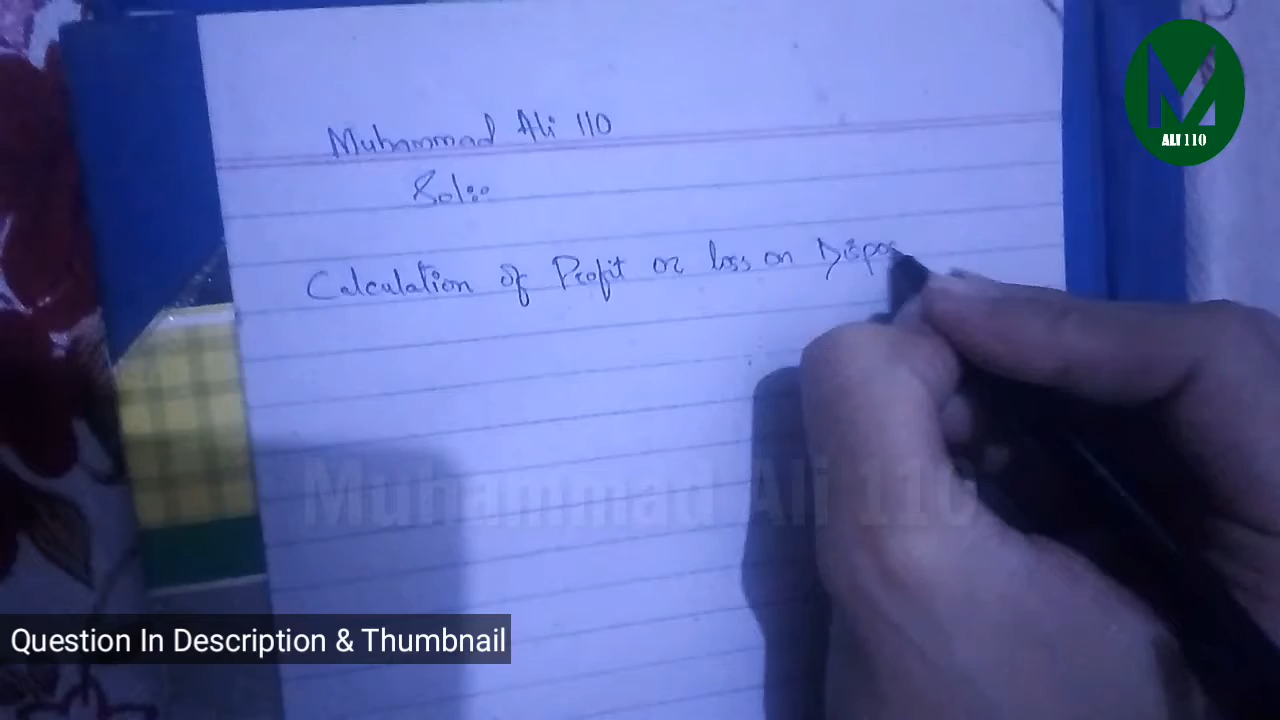 Muhammad Ali 110
Sol::
Calculation of Profit or loss on Dispos
M
ALI 110
Muhammad Ali 110
Question In Description & Thumbnail